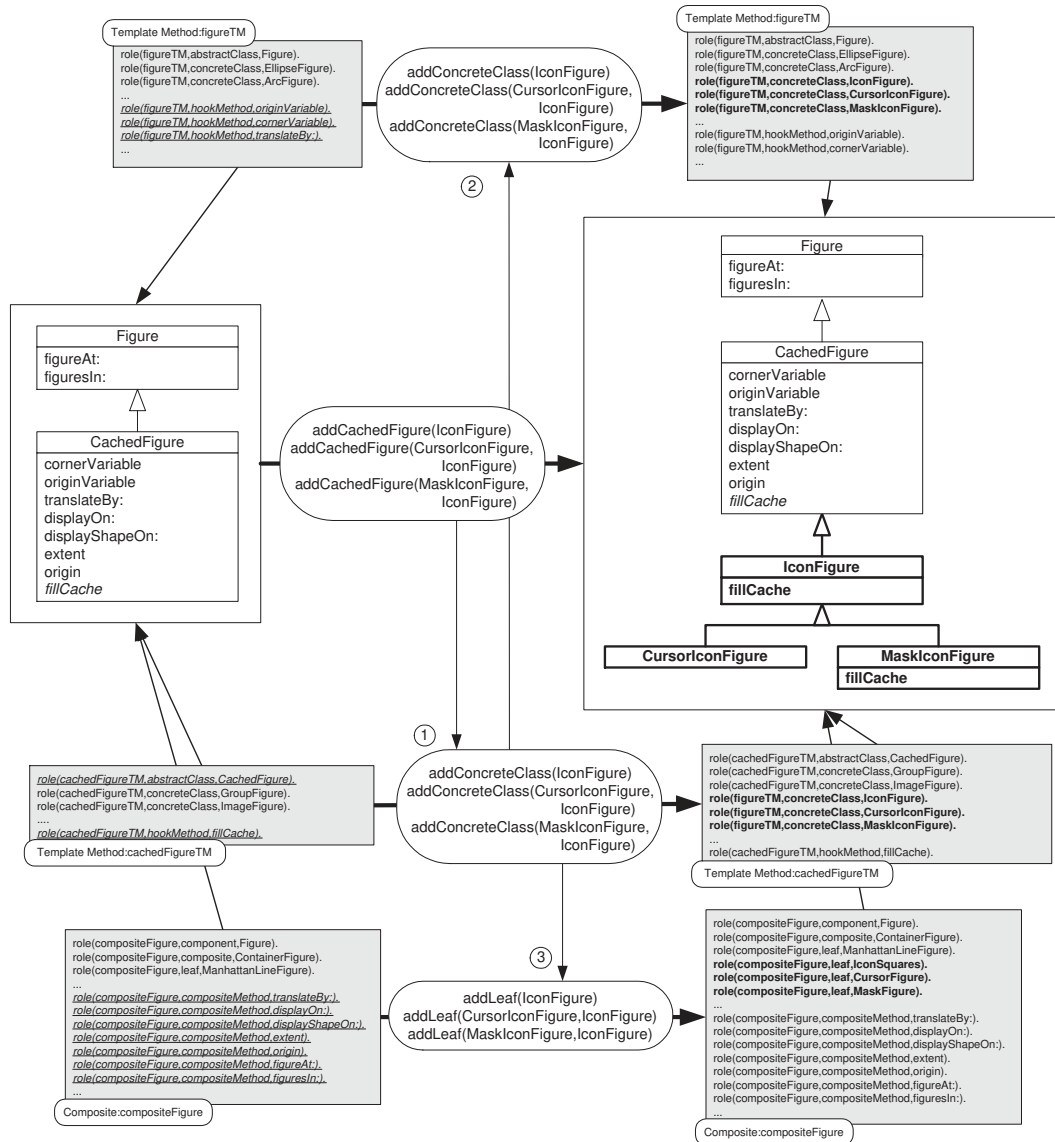 Template Method:figureTM
role(figureTM,abstractClass,Figure).
role(figureTM,concreteClass,EllipseFigure).
role(figureTM,concreteClass,ArcFigure).
...
role(figureTM,hookMethod,originVariable).
role(figureTM,hookMethod,cornerVariable).
role(figureTM,hookMethod,translateBy:).
...
addConcreteClass(IconFigure)
addConcreteClass(CursorIconFigure,
IconFigure)
addConcreteClass(MaskIconFigure,
IconFigure)
Template Method:figureTM
role(figureTM,abstractClass,Figure).
role(figureTM,concreteClass,EllipseFigure).
role(figureTM,concreteClass,ArcFigure).
role(figureTM,concreteClass,IconFigure).
role(figureTM,concreteClass,CursorIconFigure).
role(figureTM,concreteClass,MaskIconFigure).
...
role(figureTM,hookMethod,originVariable).
role(figureTM,hookMethod,cornerVariable).
...
2
Figure
figureAt:
figuresIn:
CachedFigure
cornerVariable
originVariable
translateBy:
displayOn:
displayShapeOn:
extent
origin
fillCache
addCachedFigure(IconFigure)
addCachedFigure(CursorIconFigure,
IconFigure)
addCachedFigure(MaskIconFigure,
IconFigure)
Figure
figureAt:
figuresIn:
CachedFigure
cornerVariable
originVariable
translateBy:
displayOn:
displayShapeOn:
extent
origin
fillCache
IconFigure
fillCache
CursorIconFigure
MaskIconFigure
fillCache
1
role(cachedFigureTM,abstractClass,CachedFigure).
role(cachedFigureTM,concreteClass,GroupFigure).
role(cachedFigureTM,concreteClass,ImageFigure).
....
role(cachedFigureTM,hookMethod,fillCache).
Template Method:cachedFigureTM
addConcreteClass(IconFigure)
addConcreteClass(CursorIconFigure,
IconFigure)
addConcreteClass(MaskIconFigure,
IconFigure)
role(cachedFigureTM,abstractClass,CachedFigure).
role(cachedFigureTM,concreteClass,GroupFigure).
role(cachedFigureTM,concreteClass,ImageFigure).
role(figureTM,concreteClass,IconFigure).
role(figureTM,concreteClass,CursorIconFigure).
role(figureTM,concreteClass,MaskIconFigure).
...
role(cachedFigureTM,hookMethod,fillCache).
Template Method:cachedFigureTM
3
role(compositeFigure,component,Figure).
role(compositeFigure,composite,ContainerFigure).
role(compositeFigure,leaf,ManhattanLineFigure).
...
role(compositeFigure,compositeMethod,translateBy:).
role(compositeFigure,compositeMethod,displayOn:).
role(compositeFigure,compositeMethod,displayShapeOn:).
role(compositeFigure,compositeMethod,extent).
role(compositeFigure,compositeMethod,origin).
role(compositeFigure,compositeMethod,figureAt:).
role(compositeFigure,compositeMethod,figuresIn:).
...
Composite:compositeFigure
addLeaf(IconFigure)
addLeaf(CursorIconFigure,IconFigure)
addLeaf(MaskIconFigure,IconFigure)
role(compositeFigure,component,Figure).
role(compositeFigure,composite,ContainerFigure).
role(compositeFigure,leaf,ManhattanLineFigure).
role(compositeFigure,leaf,IconSquares).
role(compositeFigure,leaf,CursorFigure).
role(compositeFigure,leaf,MaskFigure).
...
role(compositeFigure,compositeMethod,translateBy:).
role(compositeFigure,compositeMethod,displayOn:).
role(compositeFigure,compositeMethod,displayShapeOn:).
role(compositeFigure,compositeMethod,extent).
role(compositeFigure,compositeMethod,origin).
role(compositeFigure,compositeMethod,figureAt:).
role(compositeFigure,compositeMethod,figuresIn:).
...
Composite:compositeFigure